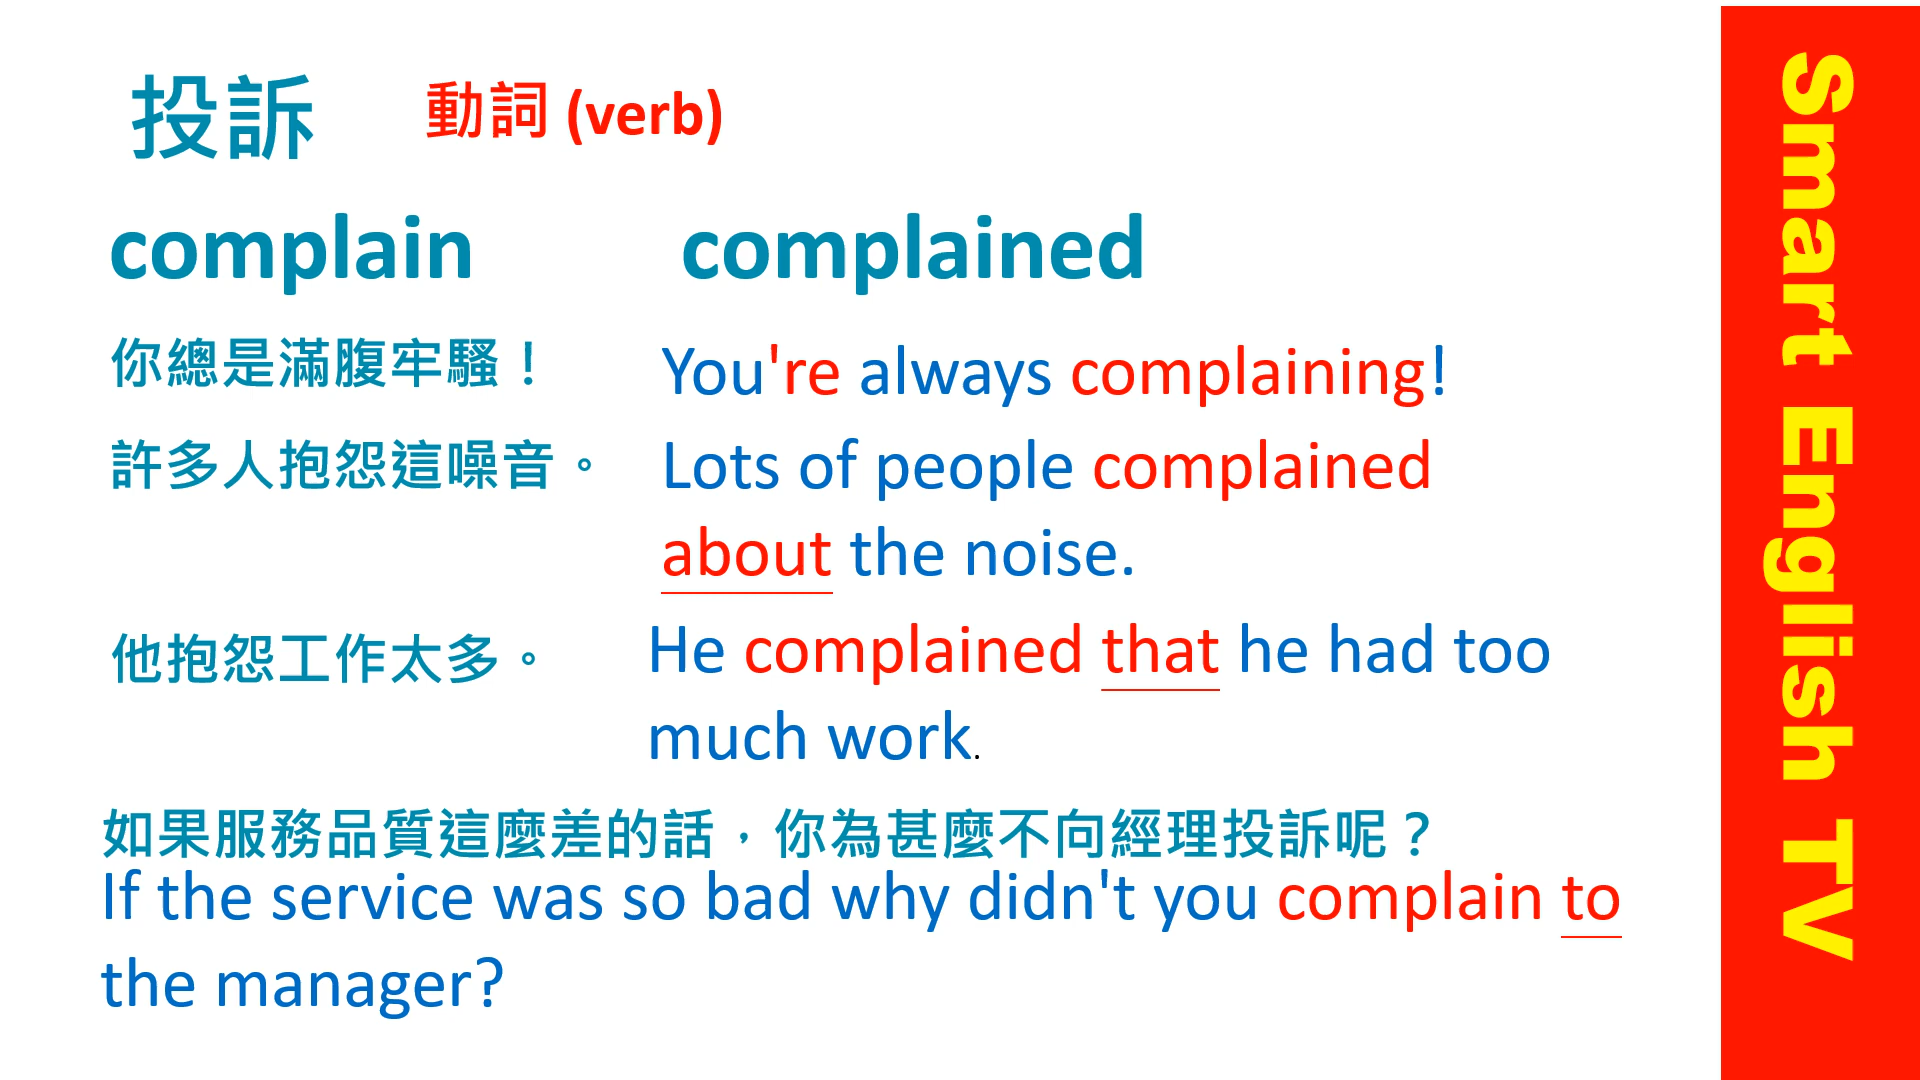 投訴 動詞 (verb)
complain complained
你總是滿腹牢騷！ You're always complaining!
許多人抱怨這噪音。 Lots of people complained
about the noise.
他抱怨工作太多。 He complained that he had too
much work.
如果服務品質這麼差的話，你為甚麼不向經理投訴呢？
If the service was so bad why didn't you complain to
the manager?
Smart English TV